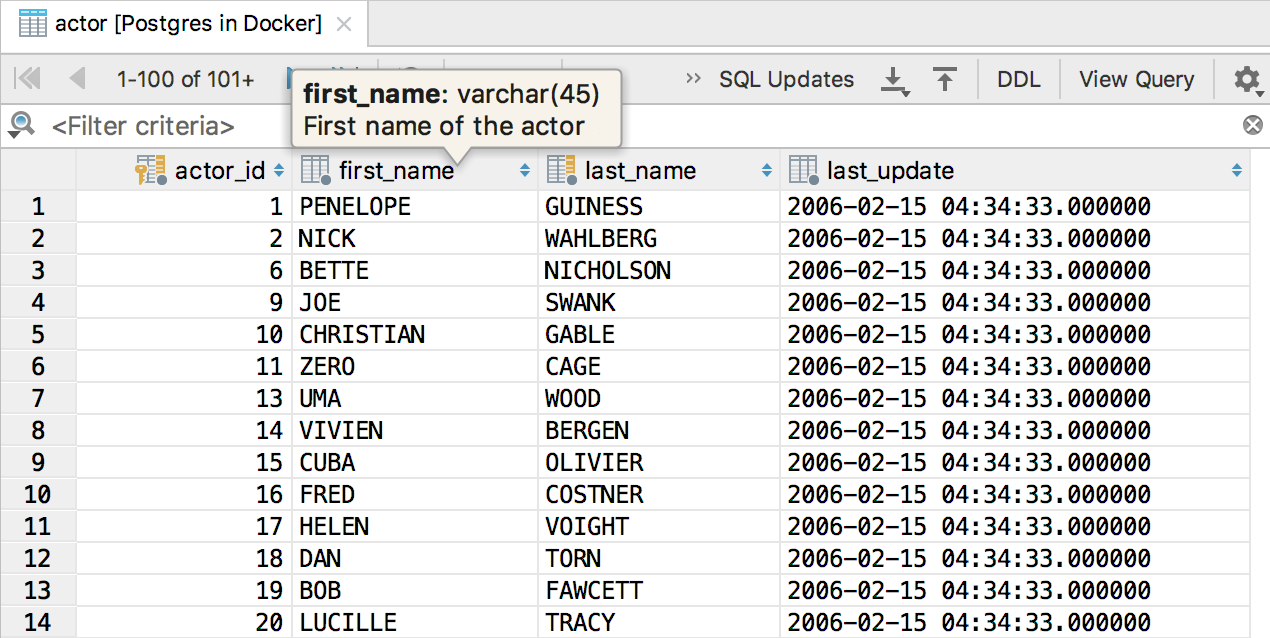 actor [Postgres in Docker]
1-100 of 101+ SQL Updates DDL View Query
first_name: varchar(45)
First name of the actor
<Filter criteria>
actor_id first_name last_name last_update
1 1 PENELOPE GUINESS 2006-02-15 04:34:33.000000
2 2 NICK WAHLBERG 2006-02-15 04:34:33.000000
3 6 BETTE NICHOLSON 2006-02-15 04:34:33.000000
4 9 JOE SWANK 2006-02-15 04:34:33.000000
5 10 CHRISTIAN GABLE 2006-02-15 04:34:33.000000
6 11 ZERO CAGE 2006-02-15 04:34:33.000000
7 13 UMA WOOD 2006-02-15 04:34:33.000000
8 14 VIVIEN BERGEN 2006-02-15 04:34:33.000000
9 15 CUBA OLIVIER 2006-02-15 04:34:33.000000
10 16 FRED COSTNER 2006-02-15 04:34:33.000000
11 17 HELEN VOIGHT 2006-02-15 04:34:33.000000
12 18 DAN TORN 2006-02-15 04:34:33.000000
13 19 BOB FAWCETT 2006-02-15 04:34:33.000000
14 20 LUCILLE TRACY 2006-02-15 04:34:33.000000